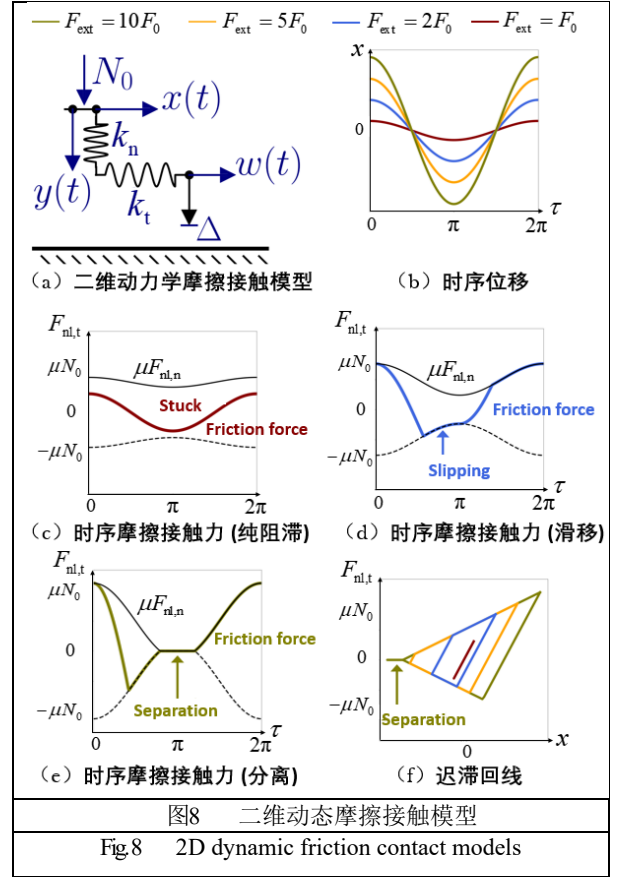 F_ext = 10F_0 F_ext = 5F_0 F_ext = 2F_0 F_ext = F_0
N_0
x(t)
k_n
y(t)
w(t)
k_t
Δ
(a) 二维动力学摩擦接触模型
x
0
0 π 2π
τ
(b) 时序位移
F_nl,t
μN_0
μF_nl,n
0
Stuck
Friction force
−μN_0
0 π 2π
τ
(c) 时序摩擦接触力 (纯阻滞)
F_nl,t
μN_0
μF_nl,n
0
Friction force
−μN_0
Slipping
0 π 2π
τ
(d) 时序摩擦接触力 (滑移)
F_nl,t
μN_0
μF_nl,n
Friction force
0
Separation
−μN_0
0 π 2π
τ
(e) 时序摩擦接触力 (分离)
F_nl,t
μN_0
0
−μN_0
Separation
0
x
(f) 迟滞回线
图8 二维动态摩擦接触模型
Fig.8 2D dynamic friction contact models